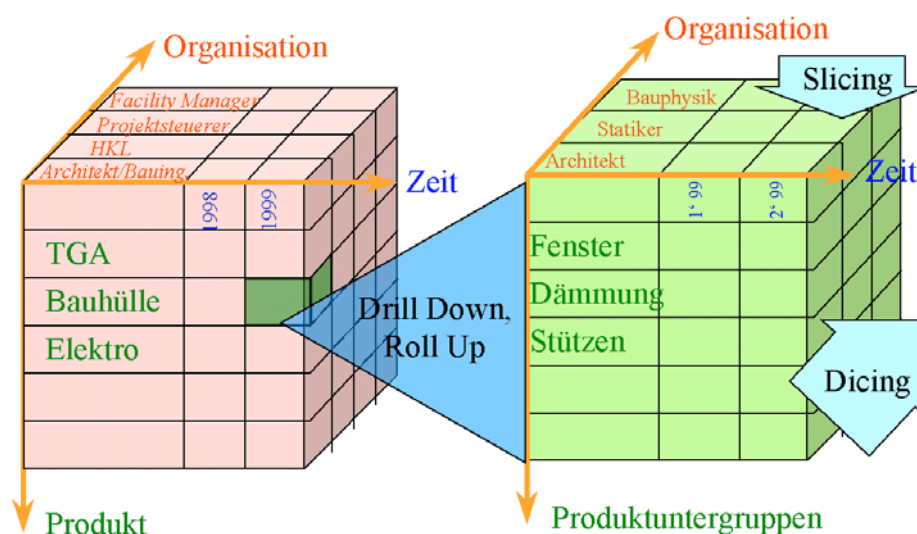 Organisation
Facility Manager
Projektsteuerer
HKL
Architekt/Bauing.
Zeit
1998
1999
TGA
Bauhülle
Elektro
Produkt
Drill Down,
Roll Up
Organisation
Slicing
Bauphysik
Statiker
Architekt
Zeit
1° 99
2° 99
Fenster
Dämmung
Stützen
Dicing
Produktuntergruppen